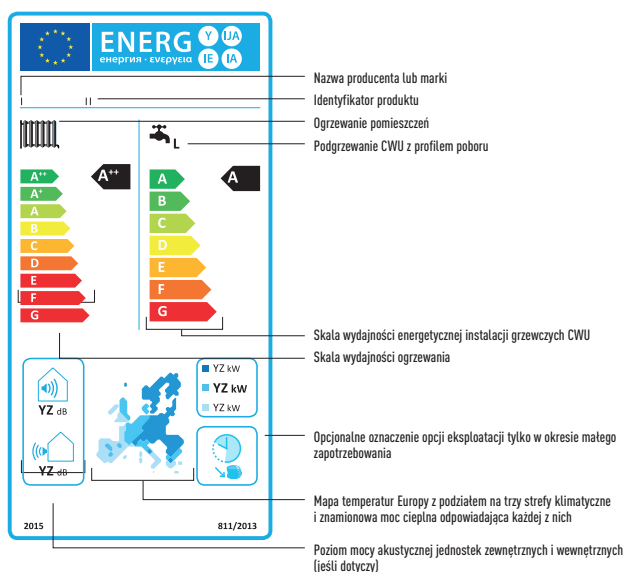 ENERG Y IJA
енергия · ενεργεια IE IA
I II
Nazwa producenta lub marki
Identyfikator produktu
Ogrzewanie pomieszczeń
Podgrzewanie CWU z profilem poboru
L
A++ A++ A A
A+ B
A C
B D
C E
D F
E G
F
G
Skala wydajności energetycznej instalacji grzewczych CWU
Skala wydajności ogrzewania
YZ kW
YZ kW
YZ kW
YZ dB
YZ dB
Opcjonalne oznaczenie opcji eksploatacji tylko w okresie małego
zapotrzebowania
Mapa temperatur Europy z podziałem na trzy strefy klimatyczne
i znamionowa moc cieplna odpowiadająca każdej z nich
2015 811/2013
Poziom mocy akustycznej jednostek zewnętrznych i wewnętrznych
(jeśli dotyczy)